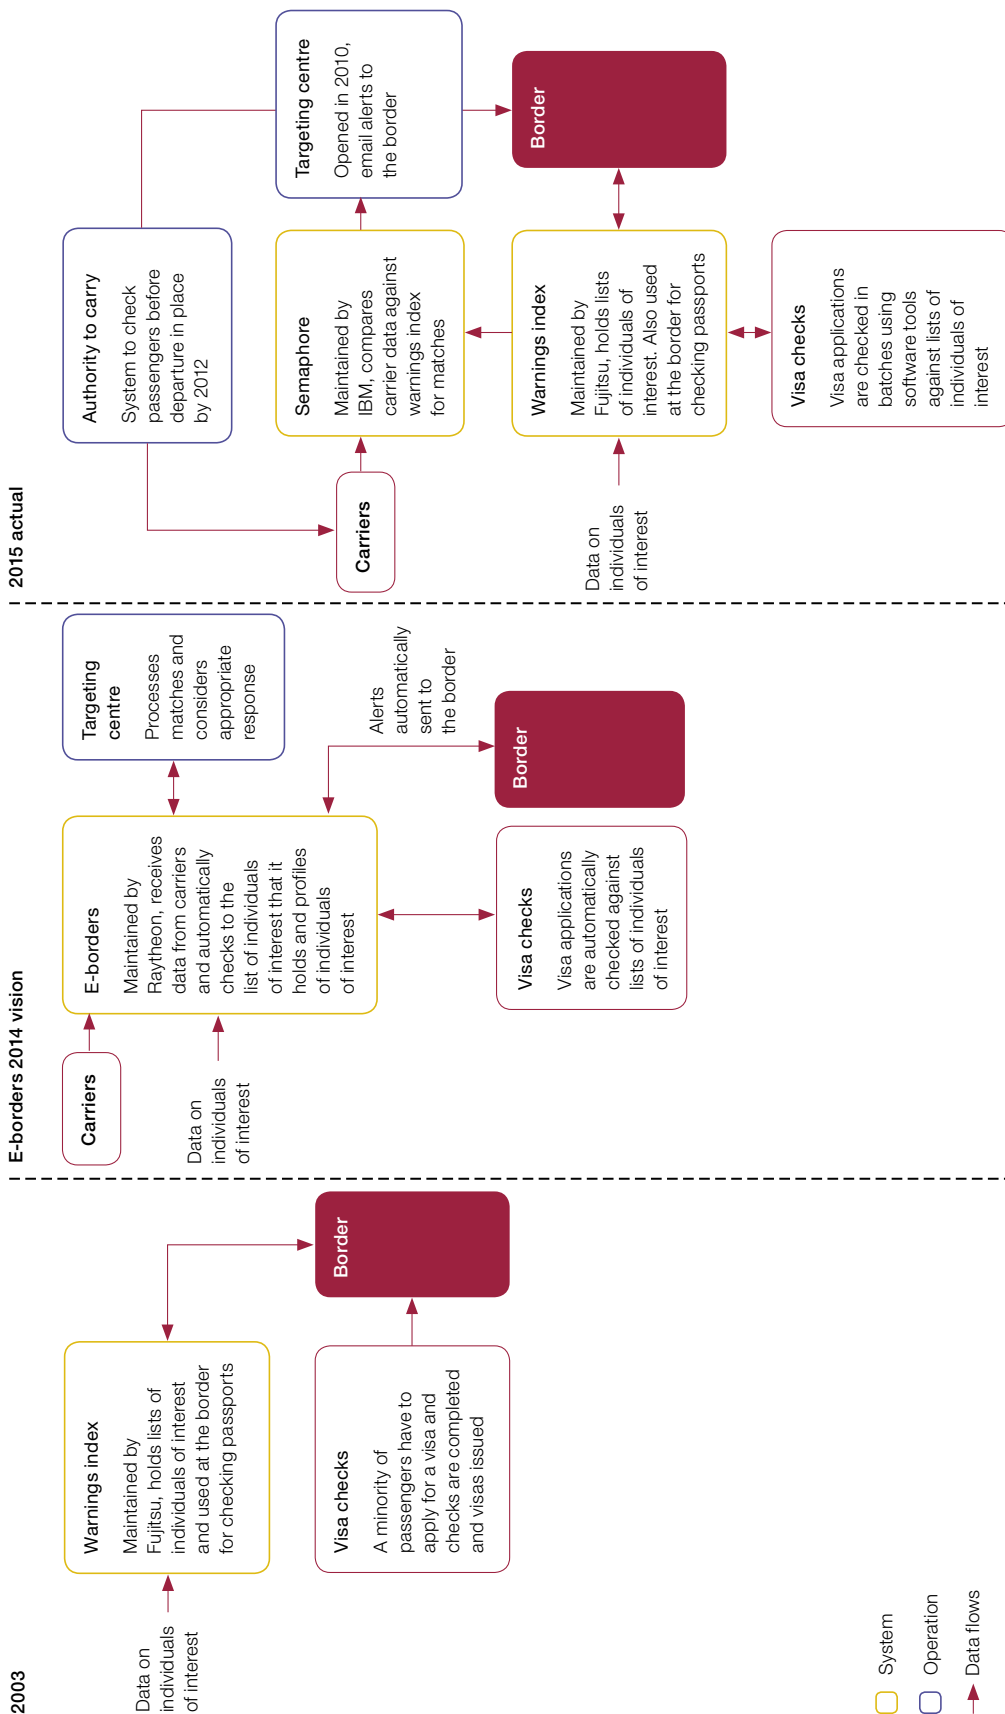 2003
Data on
individuals
of interest
Warnings index
Maintained by
Fujitsu, holds lists of
individuals of interest
and used at the border
for checking passports
Border
Visa checks
A minority of
passengers have to
apply for a visa and
checks are completed
and visas issued
E-borders 2014 vision
Carriers
Data on
individuals
of interest
E-borders
Maintained by
Raytheon, receives
data from carriers
and automatically
checks to the
list of individuals
of interest that it
holds and profiles
of individuals
of interest
Targeting
centre
Processes
matches and
considers
appropriate
response
Alerts
automatically
sent to
the border
Border
Visa checks
Visa applications
are automatically
checked against
lists of individuals
of interest
2015 actual
Authority to carry
System to check
passengers before
departure in place
by 2012
Carriers
Semaphore
Maintained by
IBM, compares
carrier data against
warnings index
for matches
Targeting centre
Opened in 2010,
email alerts to
the border
Data on
individuals
of interest
Warnings index
Maintained by
Fujitsu, holds lists
of individuals of
interest. Also used
at the border for
checking passports
Border
Visa checks
Visa applications
are checked in
batches using
software tools
against lists of
individuals of
interest
System
Operation
Data flows